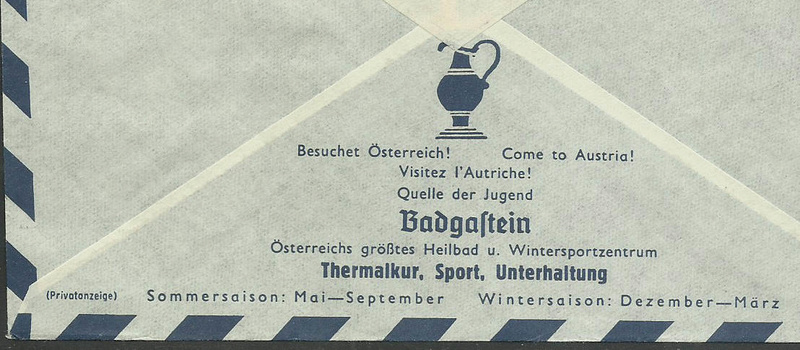 Besuchet Österreich! Come to Austria!
Visitez l'Autriche!
Quelle der Jugend
Badgaſtein
Österreichs größtes Heilbad u. Wintersportzentrum
Thermalkur, Sport, Unterhaltung
(Privatanzeige) Sommersaison: Mai—September Wintersaison: Dezember—März